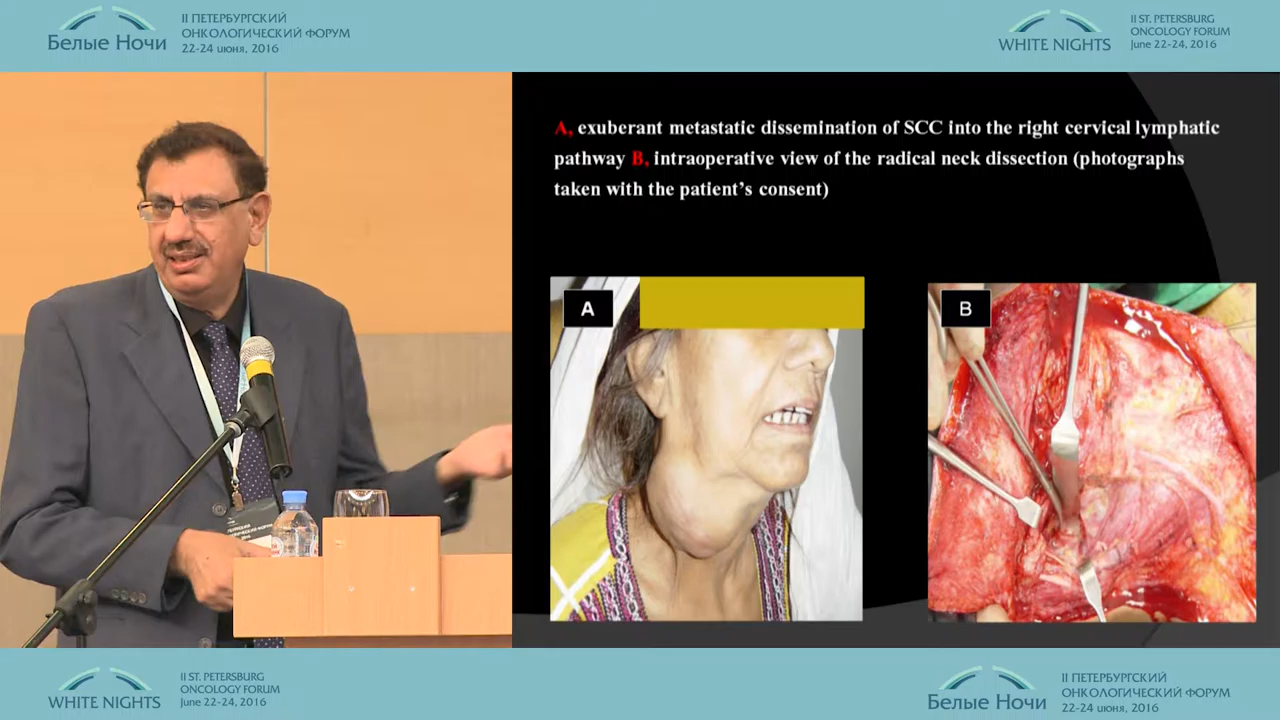 Белые Ночи
II ПЕТЕРБУРГСКИЙ
ОНКОЛОГИЧЕСКИЙ ФОРУМ
22-24 июня, 2016
WHITE NIGHTS
II ST. PETERSBURG
ONCOLOGY FORUM
June 22-24, 2016
A, exuberant metastatic dissemination of SCC into the right cervical lymphatic
pathway B, intraoperative view of the radical neck dissection (photographs
taken with the patient's consent)
A
B
WHITE NIGHTS
II ST. PETERSBURG
ONCOLOGY FORUM
June 22-24, 2016
Белые Ночи
II ПЕТЕРБУРГСКИЙ
ОНКОЛОГИЧЕСКИЙ ФОРУМ
22-24 июня, 2016